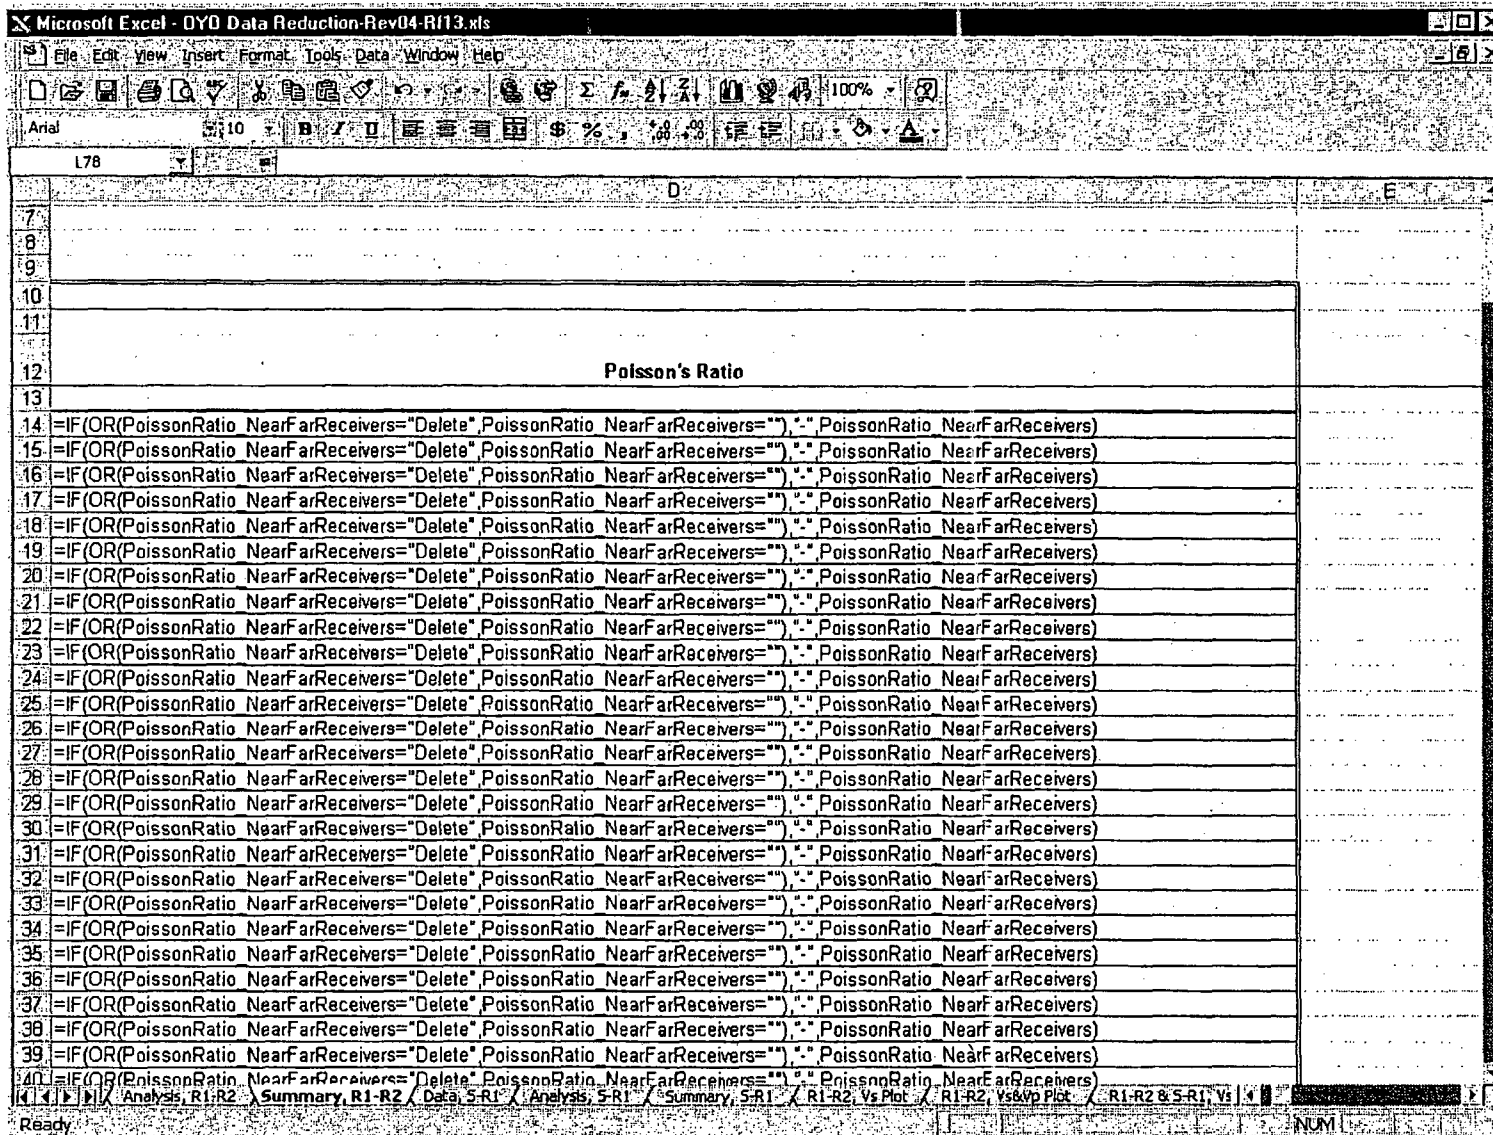 Microsoft Excel - OYO Data Reduction-Rev04-Rf13.xls
File Edit View Insert Format Tools Data Window Help
100%
Arial 10 B I U $ % ,
L78 =
D E
7
8
9
10
11
12 Poisson's Ratio
13
14 =IF(OR(PoissonRatio_NearFarReceivers="Delete",PoissonRatio_NearFarReceivers=""),"-",PoissonRatio_NearFarReceivers)
15 =IF(OR(PoissonRatio_NearFarReceivers="Delete",PoissonRatio_NearFarReceivers=""),"-",PoissonRatio_NearFarReceivers)
16 =IF(OR(PoissonRatio_NearFarReceivers="Delete",PoissonRatio_NearFarReceivers=""),"-",PoissonRatio_NearFarReceivers)
17 =IF(OR(PoissonRatio_NearFarReceivers="Delete",PoissonRatio_NearFarReceivers=""),"-",PoissonRatio_NearFarReceivers)
18 =IF(OR(PoissonRatio_NearFarReceivers="Delete",PoissonRatio_NearFarReceivers=""),"-",PoissonRatio_NearFarReceivers)
19 =IF(OR(PoissonRatio_NearFarReceivers="Delete",PoissonRatio_NearFarReceivers=""),"-",PoissonRatio_NearFarReceivers)
20 =IF(OR(PoissonRatio_NearFarReceivers="Delete",PoissonRatio_NearFarReceivers=""),"-",PoissonRatio_NearFarReceivers)
21 =IF(OR(PoissonRatio_NearFarReceivers="Delete",PoissonRatio_NearFarReceivers=""),"-",PoissonRatio_NearFarReceivers)
22 =IF(OR(PoissonRatio_NearFarReceivers="Delete",PoissonRatio_NearFarReceivers=""),"-",PoissonRatio_NearFarReceivers)
23 =IF(OR(PoissonRatio_NearFarReceivers="Delete",PoissonRatio_NearFarReceivers=""),"-",PoissonRatio_NearFarReceivers)
24 =IF(OR(PoissonRatio_NearFarReceivers="Delete",PoissonRatio_NearFarReceivers=""),"-",PoissonRatio_NearFarReceivers)
25 =IF(OR(PoissonRatio_NearFarReceivers="Delete",PoissonRatio_NearFarReceivers=""),"-",PoissonRatio_NearFarReceivers)
26 =IF(OR(PoissonRatio_NearFarReceivers="Delete",PoissonRatio_NearFarReceivers=""),"-",PoissonRatio_NearFarReceivers)
27 =IF(OR(PoissonRatio_NearFarReceivers="Delete",PoissonRatio_NearFarReceivers=""),"-",PoissonRatio_NearFarReceivers)
28 =IF(OR(PoissonRatio_NearFarReceivers="Delete",PoissonRatio_NearFarReceivers=""),"-",PoissonRatio_NearFarReceivers)
29 =IF(OR(PoissonRatio_NearFarReceivers="Delete",PoissonRatio_NearFarReceivers=""),"-",PoissonRatio_NearFarReceivers)
30 =IF(OR(PoissonRatio_NearFarReceivers="Delete",PoissonRatio_NearFarReceivers=""),"-",PoissonRatio_NearFarReceivers)
31 =IF(OR(PoissonRatio_NearFarReceivers="Delete",PoissonRatio_NearFarReceivers=""),"-",PoissonRatio_NearFarReceivers)
32 =IF(OR(PoissonRatio_NearFarReceivers="Delete",PoissonRatio_NearFarReceivers=""),"-",PoissonRatio_NearFarReceivers)
33 =IF(OR(PoissonRatio_NearFarReceivers="Delete",PoissonRatio_NearFarReceivers=""),"-",PoissonRatio_NearFarReceivers)
34 =IF(OR(PoissonRatio_NearFarReceivers="Delete",PoissonRatio_NearFarReceivers=""),"-",PoissonRatio_NearFarReceivers)
35 =IF(OR(PoissonRatio_NearFarReceivers="Delete",PoissonRatio_NearFarReceivers=""),"-",PoissonRatio_NearFarReceivers)
36 =IF(OR(PoissonRatio_NearFarReceivers="Delete",PoissonRatio_NearFarReceivers=""),"-",PoissonRatio_NearFarReceivers)
37 =IF(OR(PoissonRatio_NearFarReceivers="Delete",PoissonRatio_NearFarReceivers=""),"-",PoissonRatio_NearFarReceivers)
38 =IF(OR(PoissonRatio_NearFarReceivers="Delete",PoissonRatio_NearFarReceivers=""),"-",PoissonRatio_NearFarReceivers)
39 =IF(OR(PoissonRatio_NearFarReceivers="Delete",PoissonRatio_NearFarReceivers=""),"-",PoissonRatio_NearFarReceivers)
40 =IF(OR(PoissonRatio_NearFarReceivers="Delete",PoissonRatio_NearFarReceivers=""),"-",PoissonRatio_NearFarReceivers)
Analysis, R1-R2 Summary, R1-R2 Data, S-R1 Analysis, S-R1 Summary, S-R1 R1-R2, Vs Plot R1-R2, Vs&Vp Plot R1-R2 & S-R1, Vs
Ready NUM